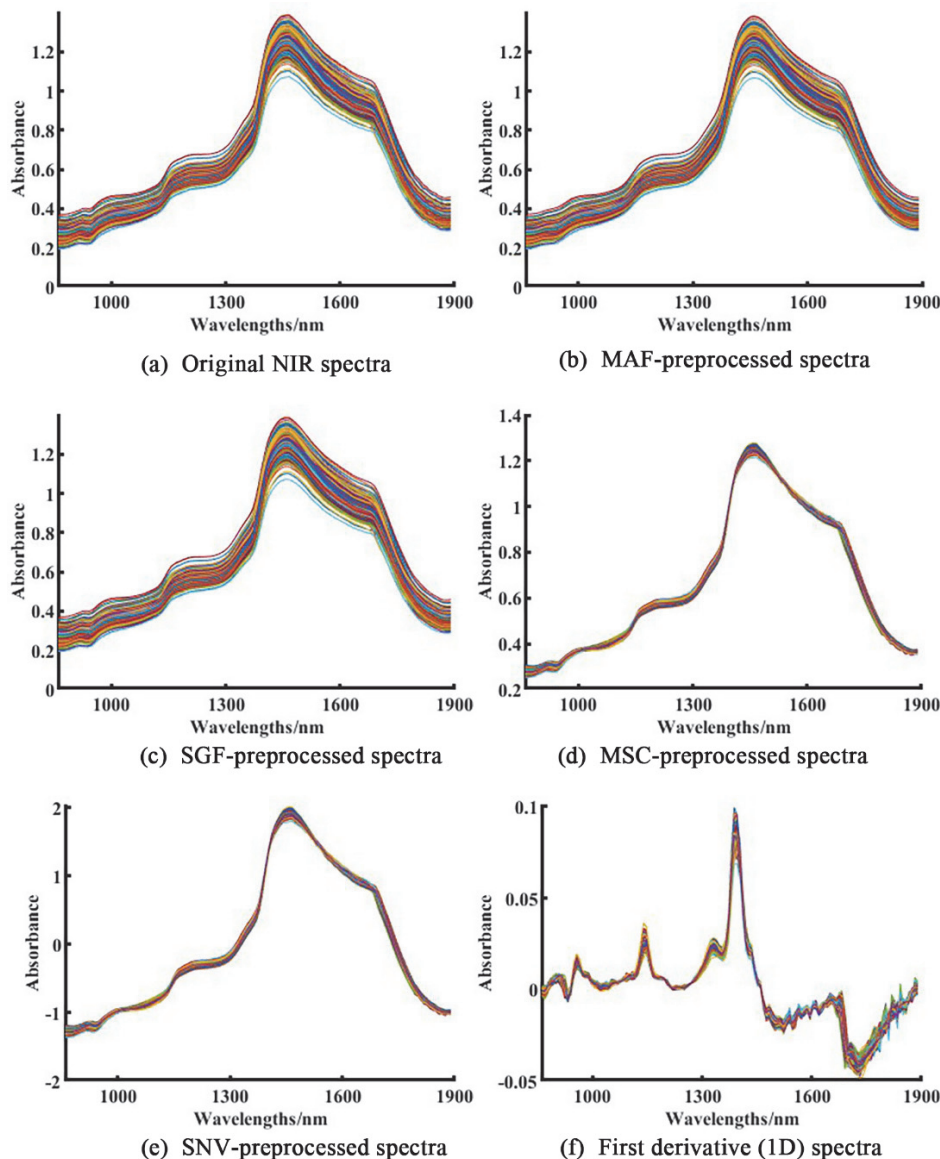 1.2
1
0.8
0.6
0.4
0.2
0
Absorbance
1000 1300 1600 1900
Wavelengths/nm
(a) Original NIR spectra
1.2
1
0.8
0.6
0.4
0.2
0
Absorbance
1000 1300 1600 1900
Wavelengths/nm
(b) MAF-preprocessed spectra
1.2
1
0.8
0.6
0.4
0.2
0
Absorbance
1000 1300 1600 1900
Wavelengths/nm
(c) SGF-preprocessed spectra
1.4
1.2
1
0.8
0.6
0.4
0.2
Absorbance
1000 1300 1600 1900
Wavelengths/nm
(d) MSC-preprocessed spectra
2
1
0
-1
-2
Absorbance
1000 1300 1600 1900
Wavelengths/nm
(e) SNV-preprocessed spectra
0.1
0.05
0
-0.05
Absorbance
1000 1300 1600 1900
Wavelengths/nm
(f) First derivative (1D) spectra